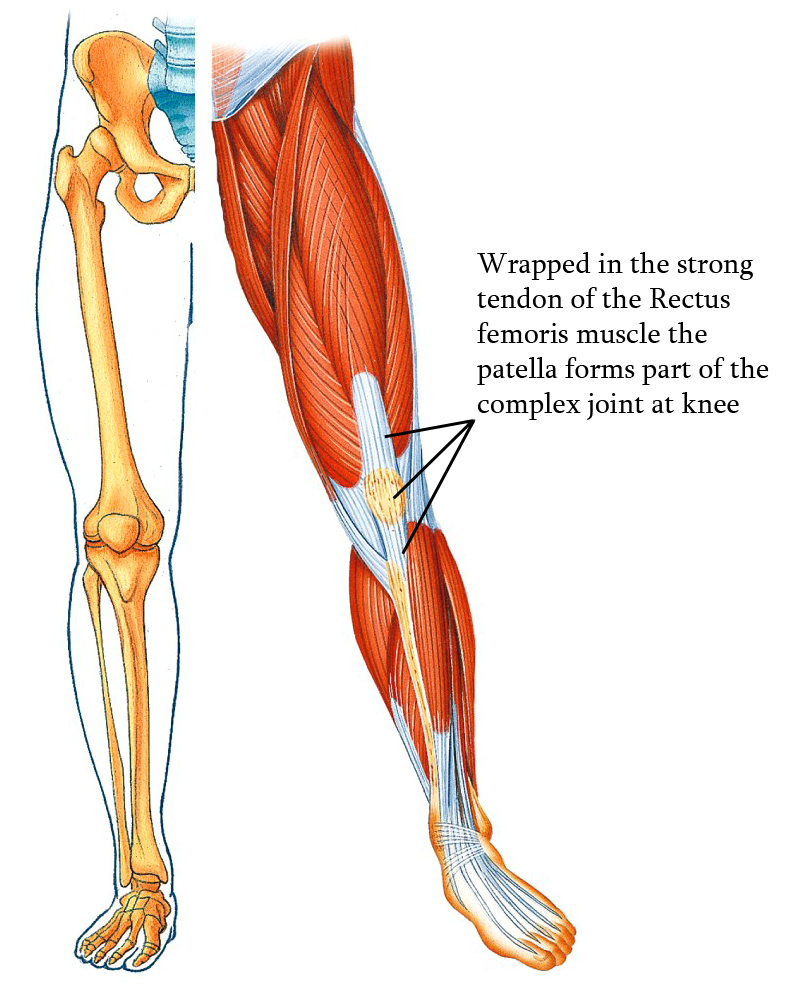 Wrapped in the strong
tendon of the Rectus
femoris muscle the
patella forms part of the
complex joint at knee